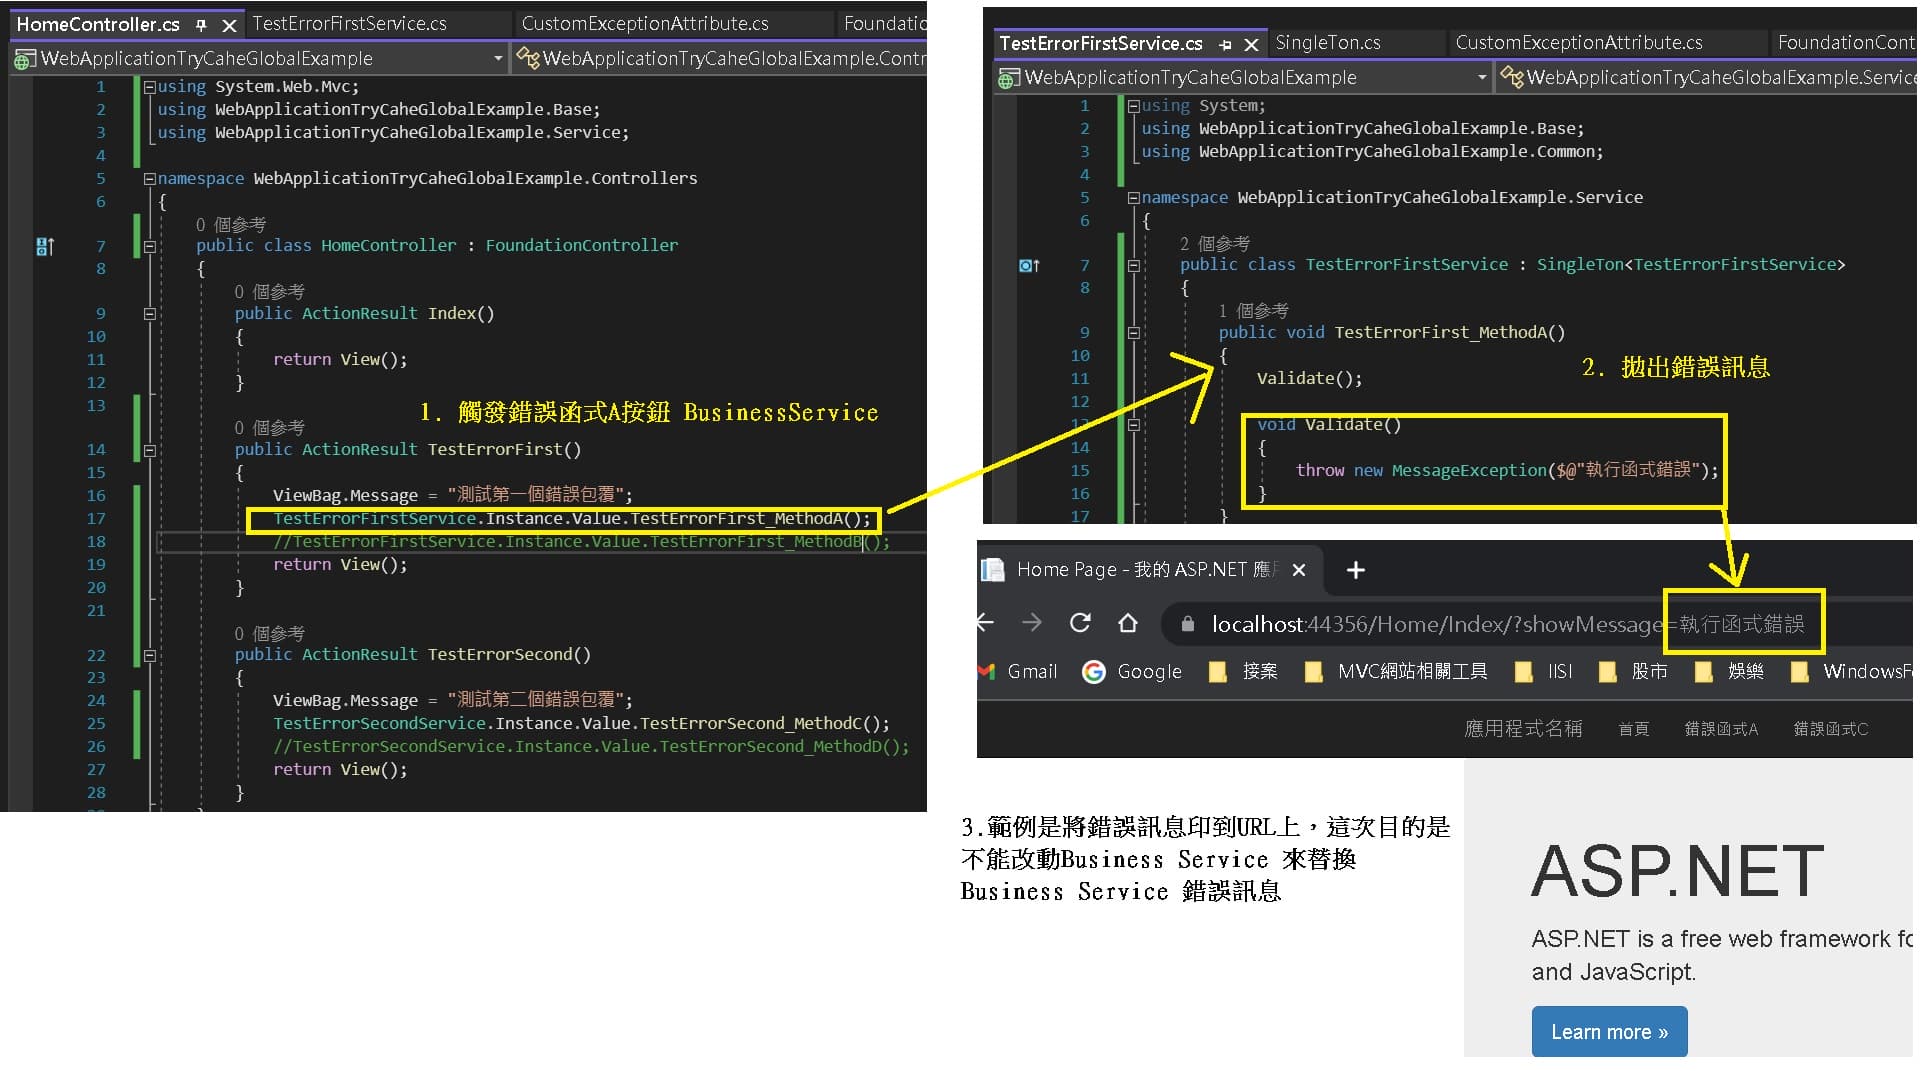 HomeController.cs
TestErrorFirstService.cs
CustomExceptionAttribute.cs
Foundatio
WebApplicationTryCaheGlobalExample
WebApplicationTryCaheGlobalExample.Contr
1 using System.Web.Mvc;
2 using WebApplicationTryCaheGlobalExample.Base;
3 using WebApplicationTryCaheGlobalExample.Service;
4
5 namespace WebApplicationTryCaheGlobalExample.Controllers
6 {
0 個參考
7 public class HomeController : FoundationController
8 {
0 個參考
9 public ActionResult Index()
10 {
11 return View();
12 }
13
1. 觸發錯誤函式A按鈕 BusinessService
0 個參考
14 public ActionResult TestErrorFirst()
15 {
16 ViewBag.Message = "測試第一個錯誤包覆";
17 TestErrorFirstService.Instance.Value.TestErrorFirst_MethodA();
18 //TestErrorFirstService.Instance.Value.TestErrorFirst_MethodB();
19 return View();
20 }
21
0 個參考
22 public ActionResult TestErrorSecond()
23 {
24 ViewBag.Message = "測試第二個錯誤包覆";
25 TestErrorSecondService.Instance.Value.TestErrorSecond_MethodC();
26 //TestErrorSecondService.Instance.Value.TestErrorSecond_MethodD();
27 return View();
28 }
TestErrorFirstService.cs
SingleTon.cs
CustomExceptionAttribute.cs
FoundationCont
WebApplicationTryCaheGlobalExample
WebApplicationTryCaheGlobalExample.Service
1 using System;
2 using WebApplicationTryCaheGlobalExample.Base;
3 using WebApplicationTryCaheGlobalExample.Common;
4
5 namespace WebApplicationTryCaheGlobalExample.Service
6 {
2 個參考
7 public class TestErrorFirstService : SingleTon<TestErrorFirstService>
8 {
1 個參考
9 public void TestErrorFirst_MethodA()
10 {
2. 拋出錯誤訊息
11 Validate();
12
13 void Validate()
14 {
15 throw new MessageException($@"執行函式錯誤");
16 }
17 }
Home Page - 我的 ASP.NET 應用
localhost:44356/Home/Index/?showMessage=執行函式錯誤
Gmail
Google
接案
MVC網站相關工具
IISI
股市
娛樂
WindowsFo
應用程式名稱
首頁
錯誤函式A
錯誤函式C
3.範例是將錯誤訊息印到URL上，這次目的是
不能改動Business Service 來替換
Business Service 錯誤訊息
ASP.NET
ASP.NET is a free web framework fo
and JavaScript.
Learn more »